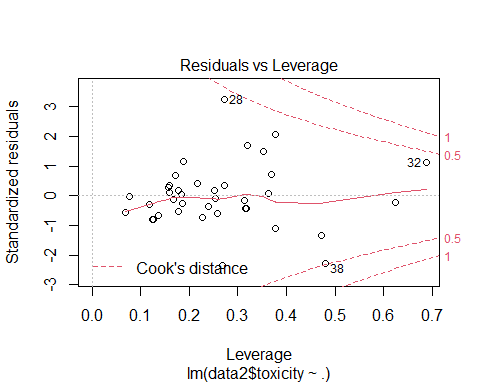 Residuals vs Leverage
Standardized residuals
3
2
1
0
-1
-2
-3
28
32
38
1
0.5
0.5
1
Cook's distance
0.0 0.1 0.2 0.3 0.4 0.5 0.6 0.7
Leverage
lm(data2$toxicity ~ .)